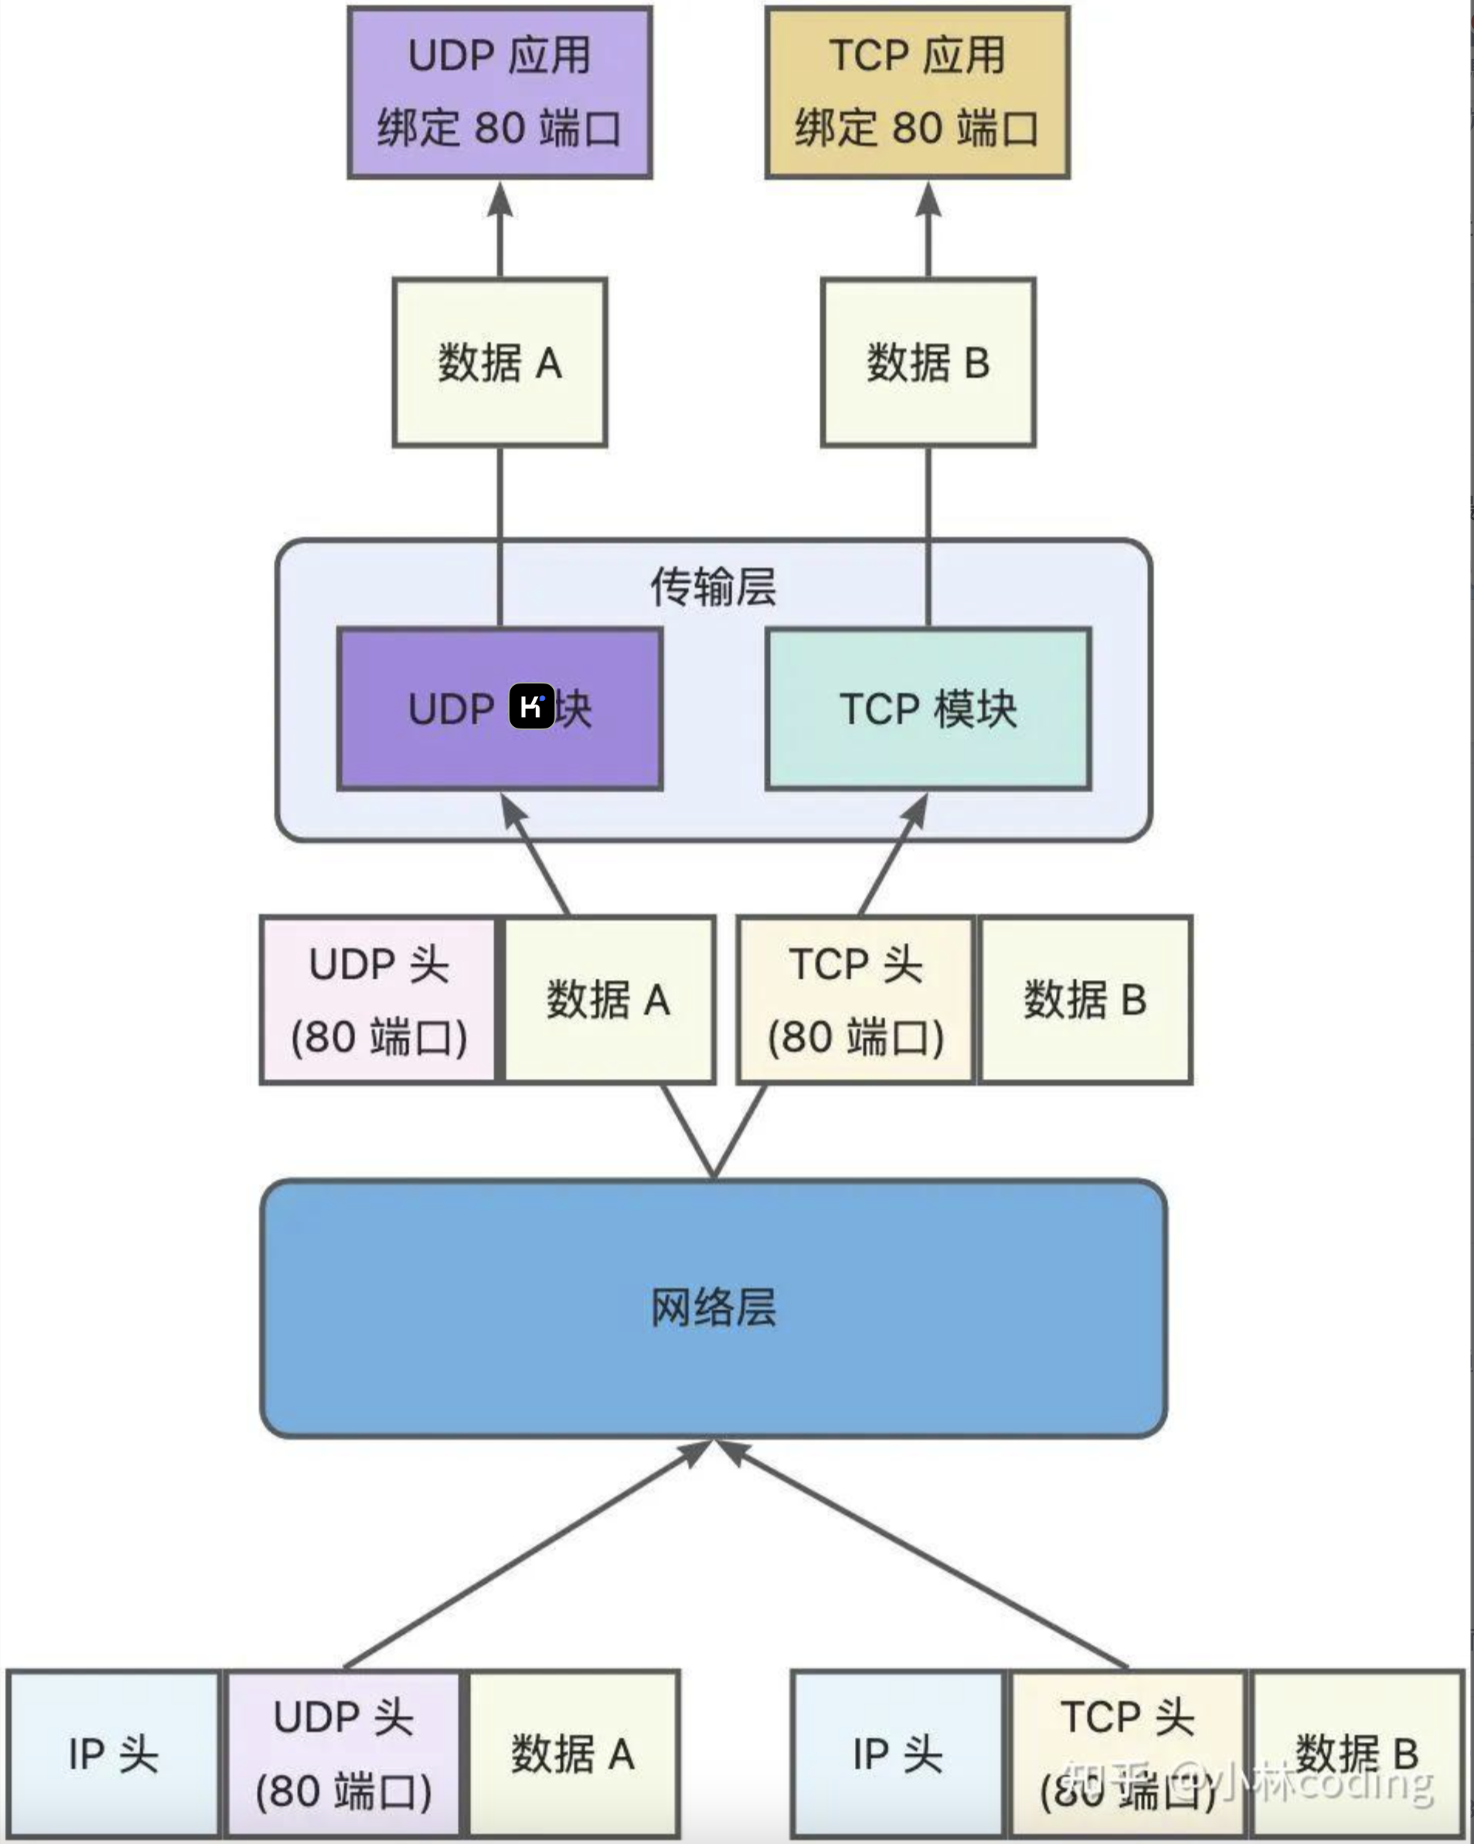 UDP 应用
绑定 80 端口
TCP 应用
绑定 80 端口
数据 A
数据 B
传输层
UDP 块
TCP 模块
UDP 头
(80 端口)
数据 A
TCP 头
(80 端口)
数据 B
网络层
IP 头
UDP 头
(80 端口)
数据 A
IP 头
TCP 头
(80 端口)
数据 B
知乎 @小林coding